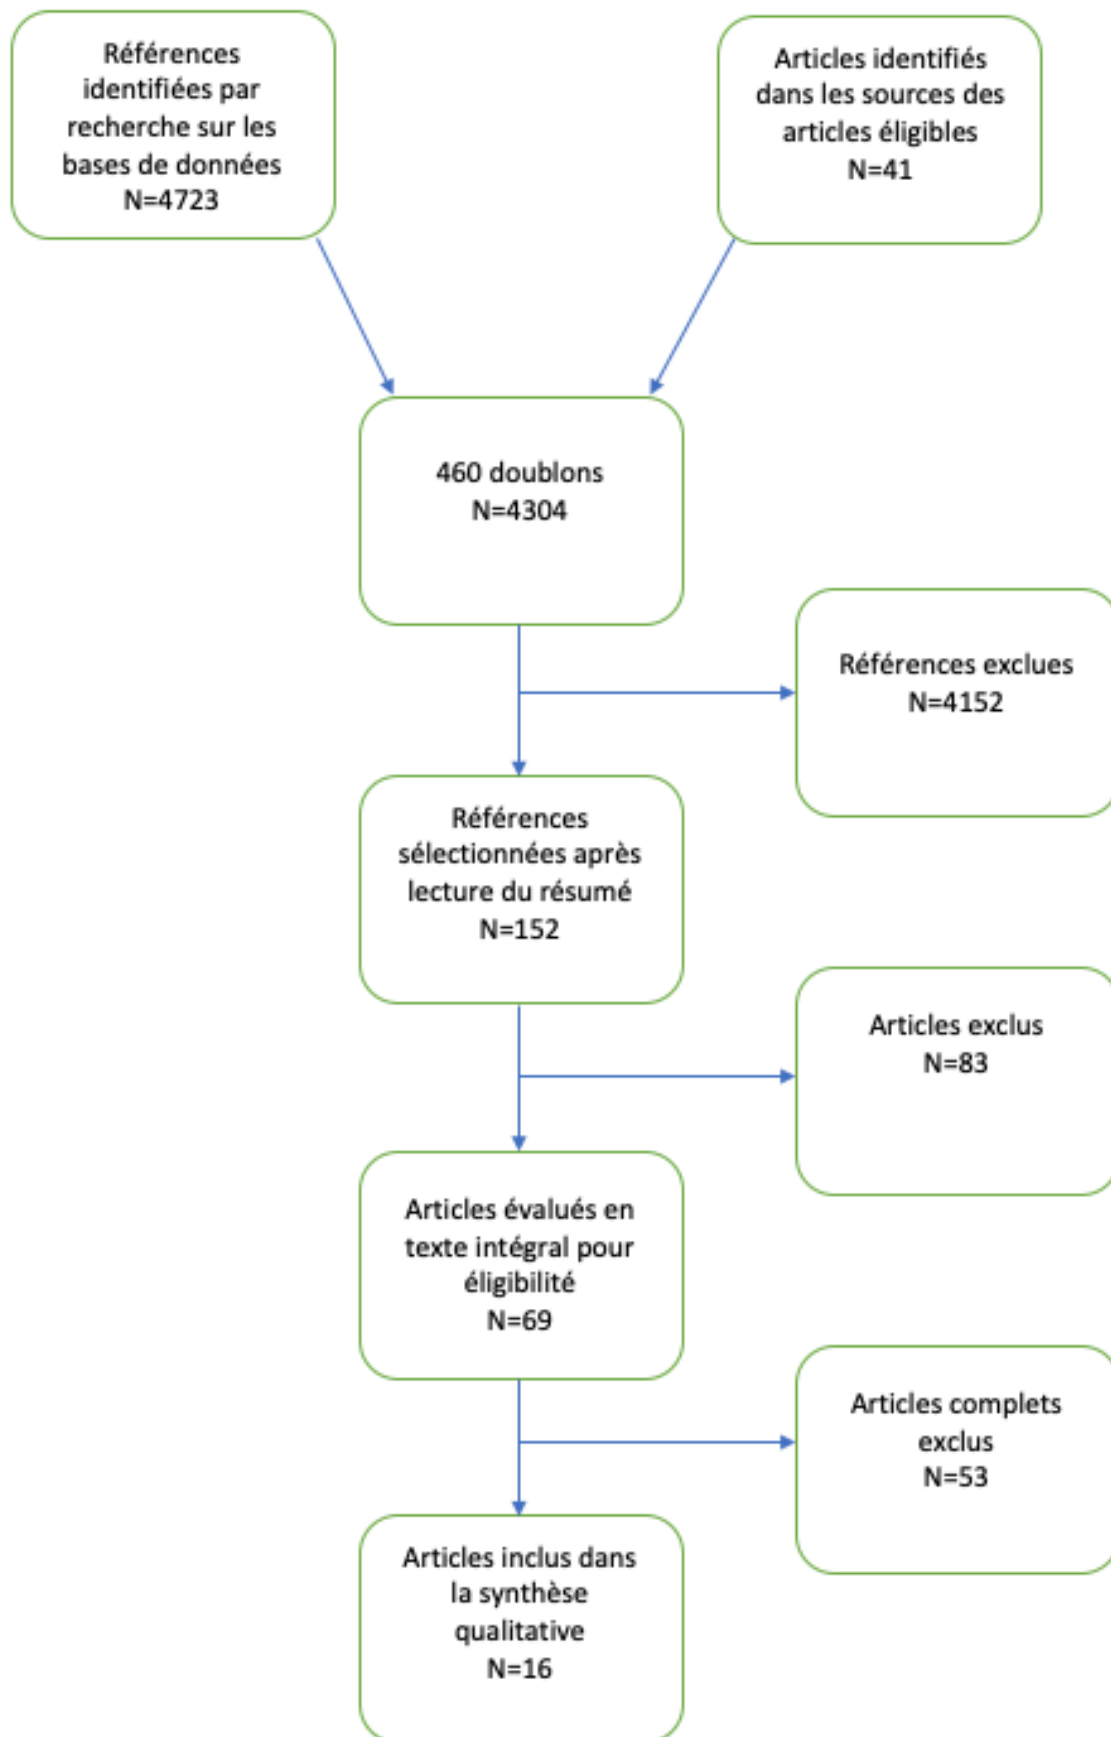 Références
identifiées par
recherche sur les
bases de données
N=4723
Articles identifiés
dans les sources des
articles éligibles
N=41
460 doublons
N=4304
Références exclues
N=4152
Références
sélectionnées après
lecture du résumé
N=152
Articles exclus
N=83
Articles évalués en
texte intégral pour
éligibilité
N=69
Articles complets
exclus
N=53
Articles inclus dans
la synthèse
qualitative
N=16